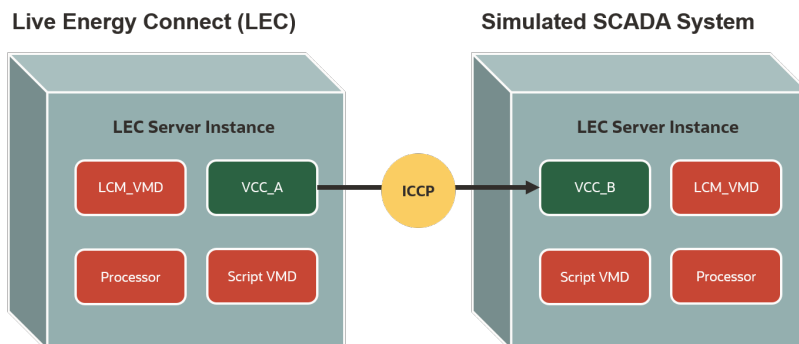 Live Energy Connect (LEC)
Simulated SCADA System
LEC Server Instance
LCM_VMD
VCC_A
Processor
Script VMD
ICCP
LEC Server Instance
VCC_B
LCM_VMD
Script VMD
Processor